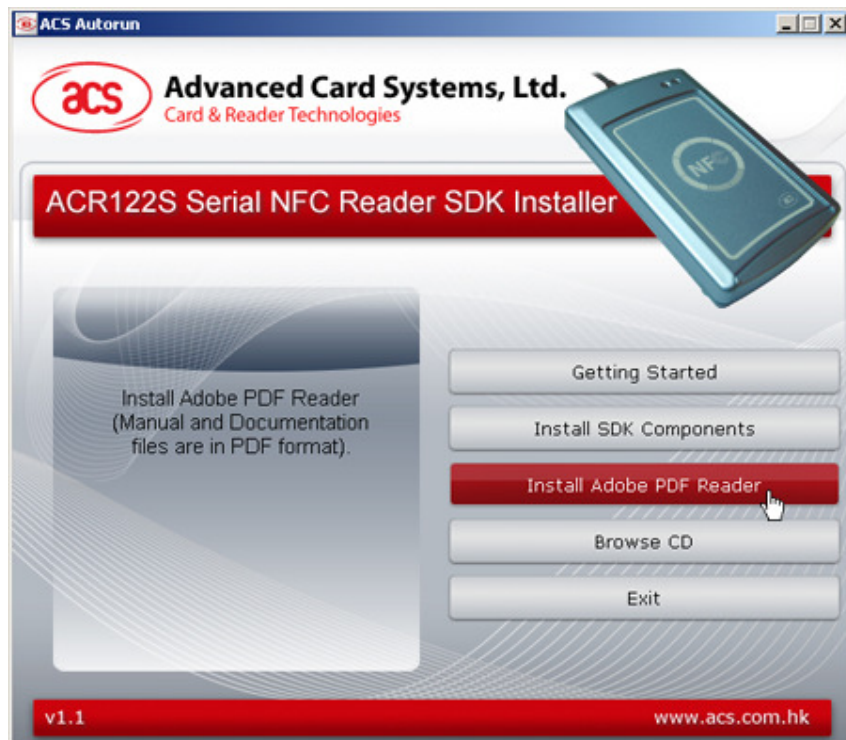 ACS Autorun
acs
Advanced Card Systems, Ltd.
Card & Reader Technologies
NFC
ACR122S Serial NFC Reader SDK Installer
Install Adobe PDF Reader
(Manual and Documentation
files are in PDF format).
Getting Started
Install SDK Components
Install Adobe PDF Reader
Browse CD
Exit
v1.1
www.acs.com.hk